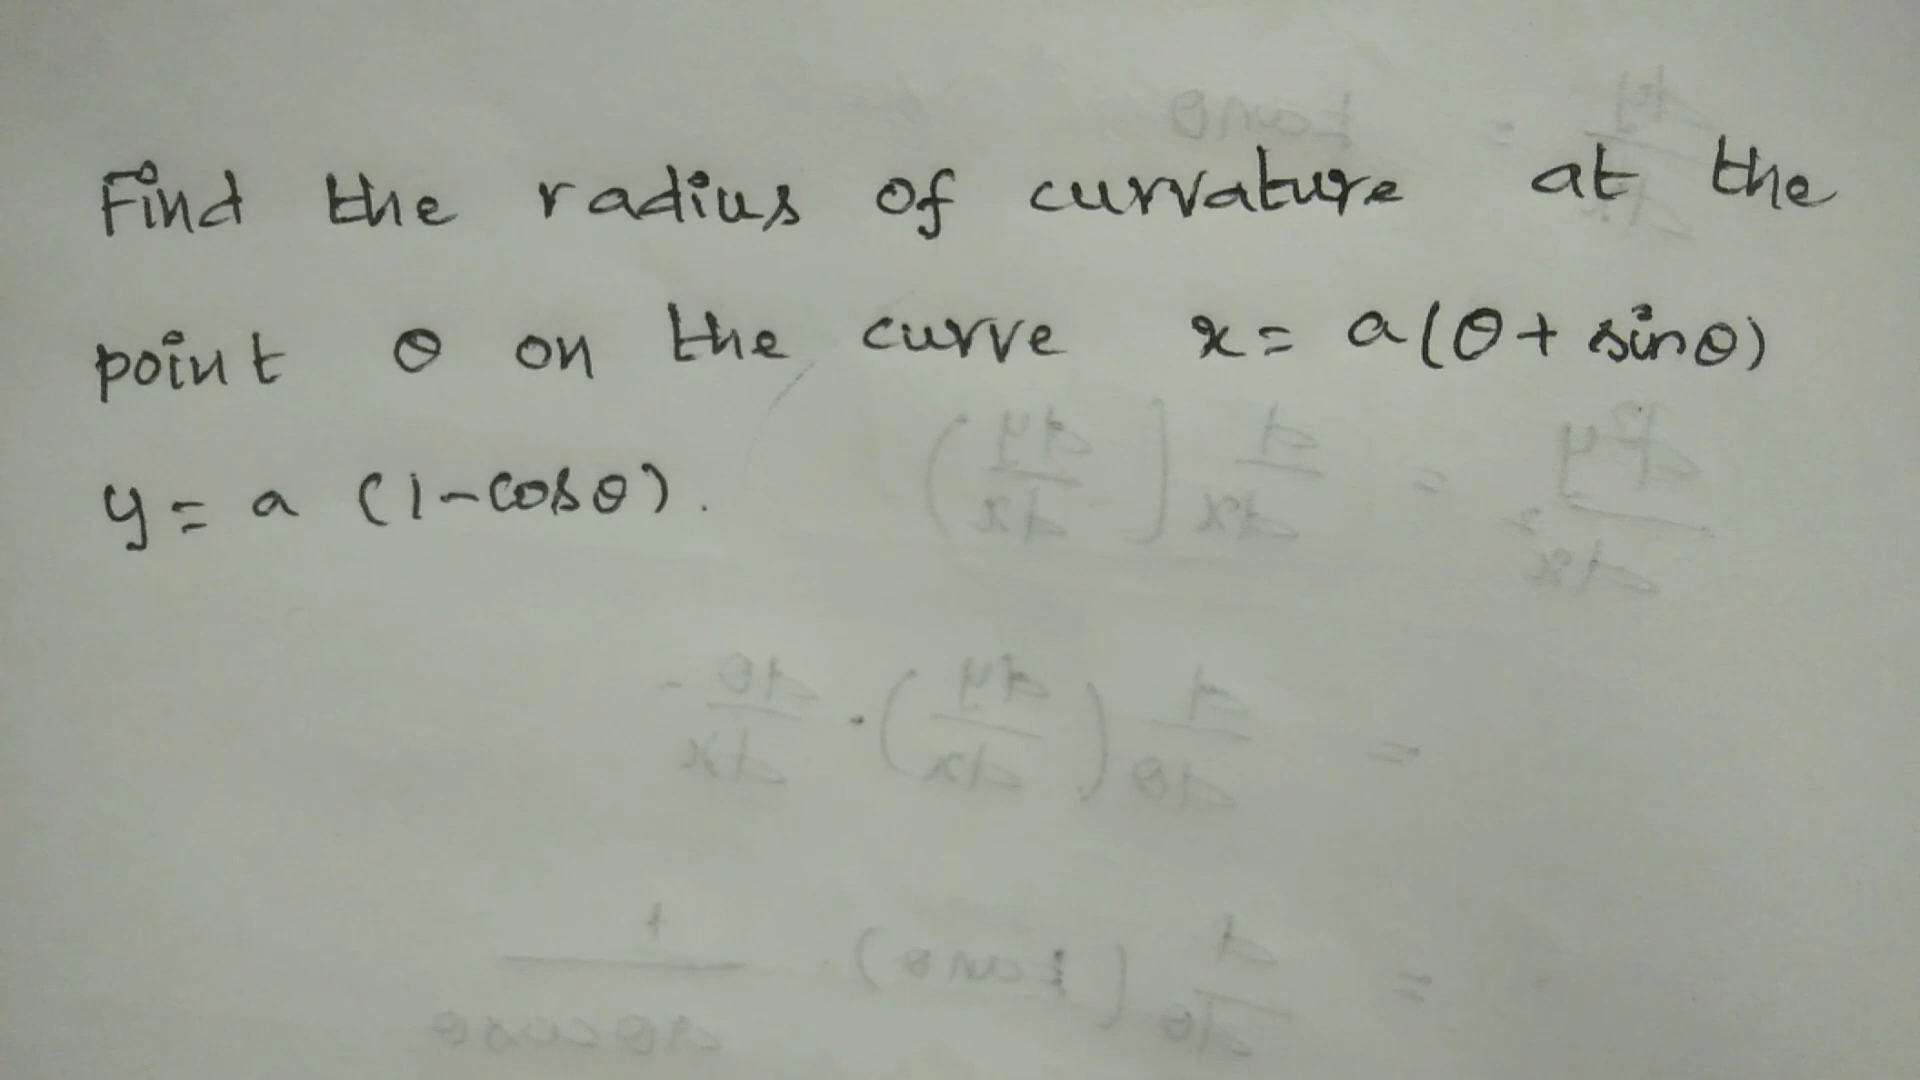 Find the radius of curvature at the
point θ on the curve x = a(θ + sinθ)
y = a (1-cosθ).